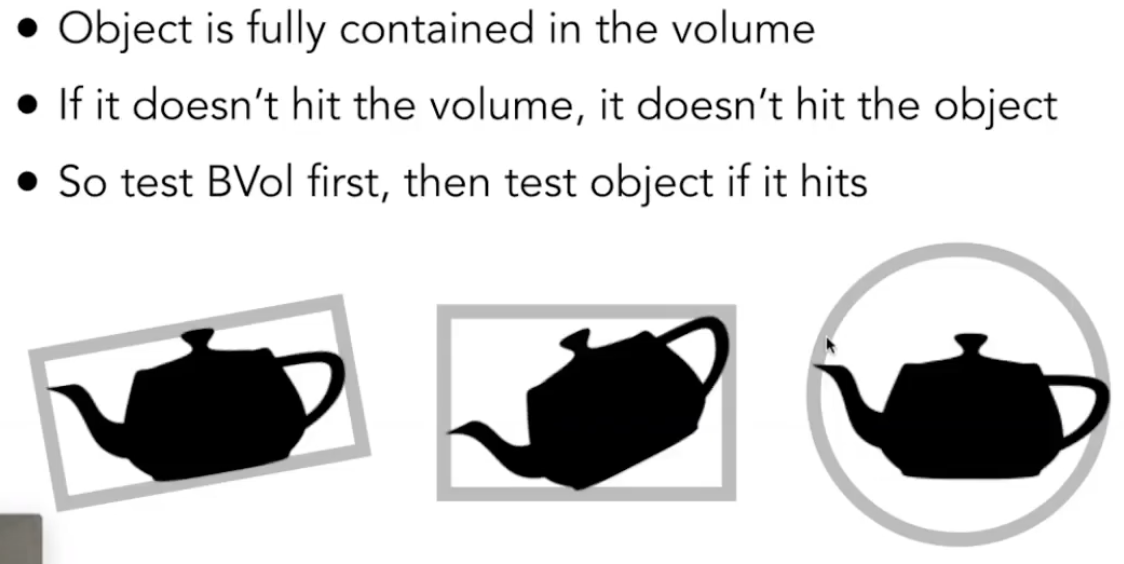 • Object is fully contained in the volume
• If it doesn’t hit the volume, it doesn’t hit the object
• So test BVol first, then test object if it hits